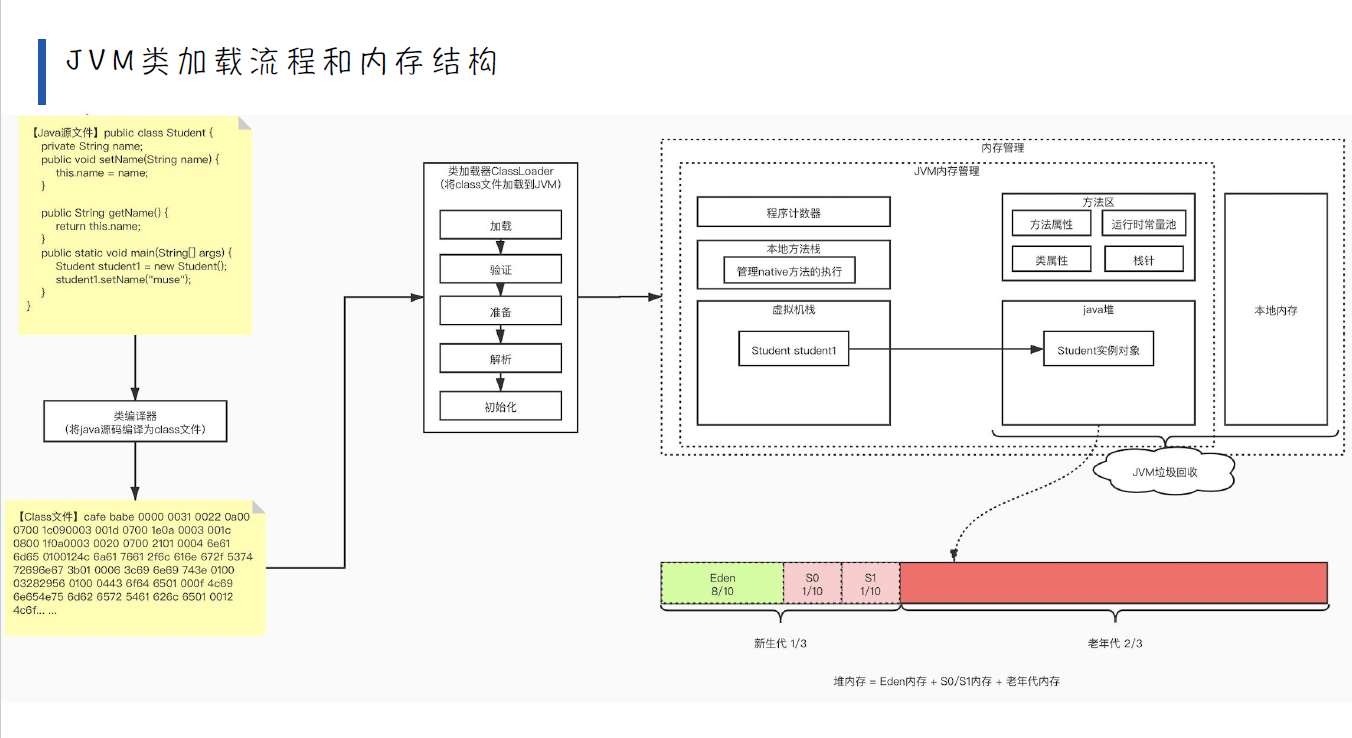 JVM类加载流程和内存结构
【Java源文件】public class Student {
private String name;
public void setName(String name) {
this.name = name;
}
public String getName() {
return this.name;
}
public static void main(String[] args) {
Student student1 = new Student();
student1.setName("muse");
}
}
类编译器
（将java源码编译为class文件）
【Class文件】cafe babe 0000 0031 0022 0a00
0700 1c090003 001d 0700 1e0a 0003 001c
0800 1f0a0003 0020 0700 2101 0004 6e61
6d65 0100124c 6a61 7661 2f6c 616e 672f 5374
72696e67 3b01 0006 3c69 6e69 743e 0100
03282956 0100 0443 6f64 6501 000f 4c69
6e654e75 6d62 6572 5461 626c 6501 0012
4c6f... ...
类加载器ClassLoader
（将class文件加载到JVM）
加载
验证
准备
解析
初始化
内存管理
JVM内存管理
程序计数器
本地方法栈
管理native方法的执行
虚拟机栈
Student student1
方法区
方法属性
运行时常量池
类属性
栈针
java堆
Student实例对象
本地内存
JVM垃圾回收
Eden
8/10
S0
1/10
S1
1/10
新生代 1/3
老年代 2/3
堆内存 = Eden内存 + S0/S1内存 + 老年代内存